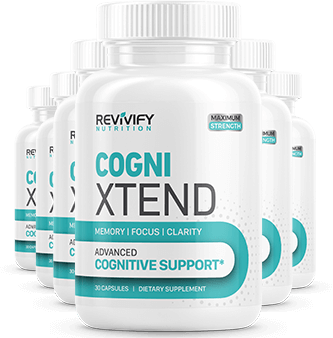 REVIVIFY
NUTRITION
MAXIMUM
STRENGTH
COGNI
XTEND
MEMORY | FOCUS | CLARITY
ADVANCED
COGNITIVE SUPPORT*
30 CAPSULES | DIETARY SUPPLEMENT